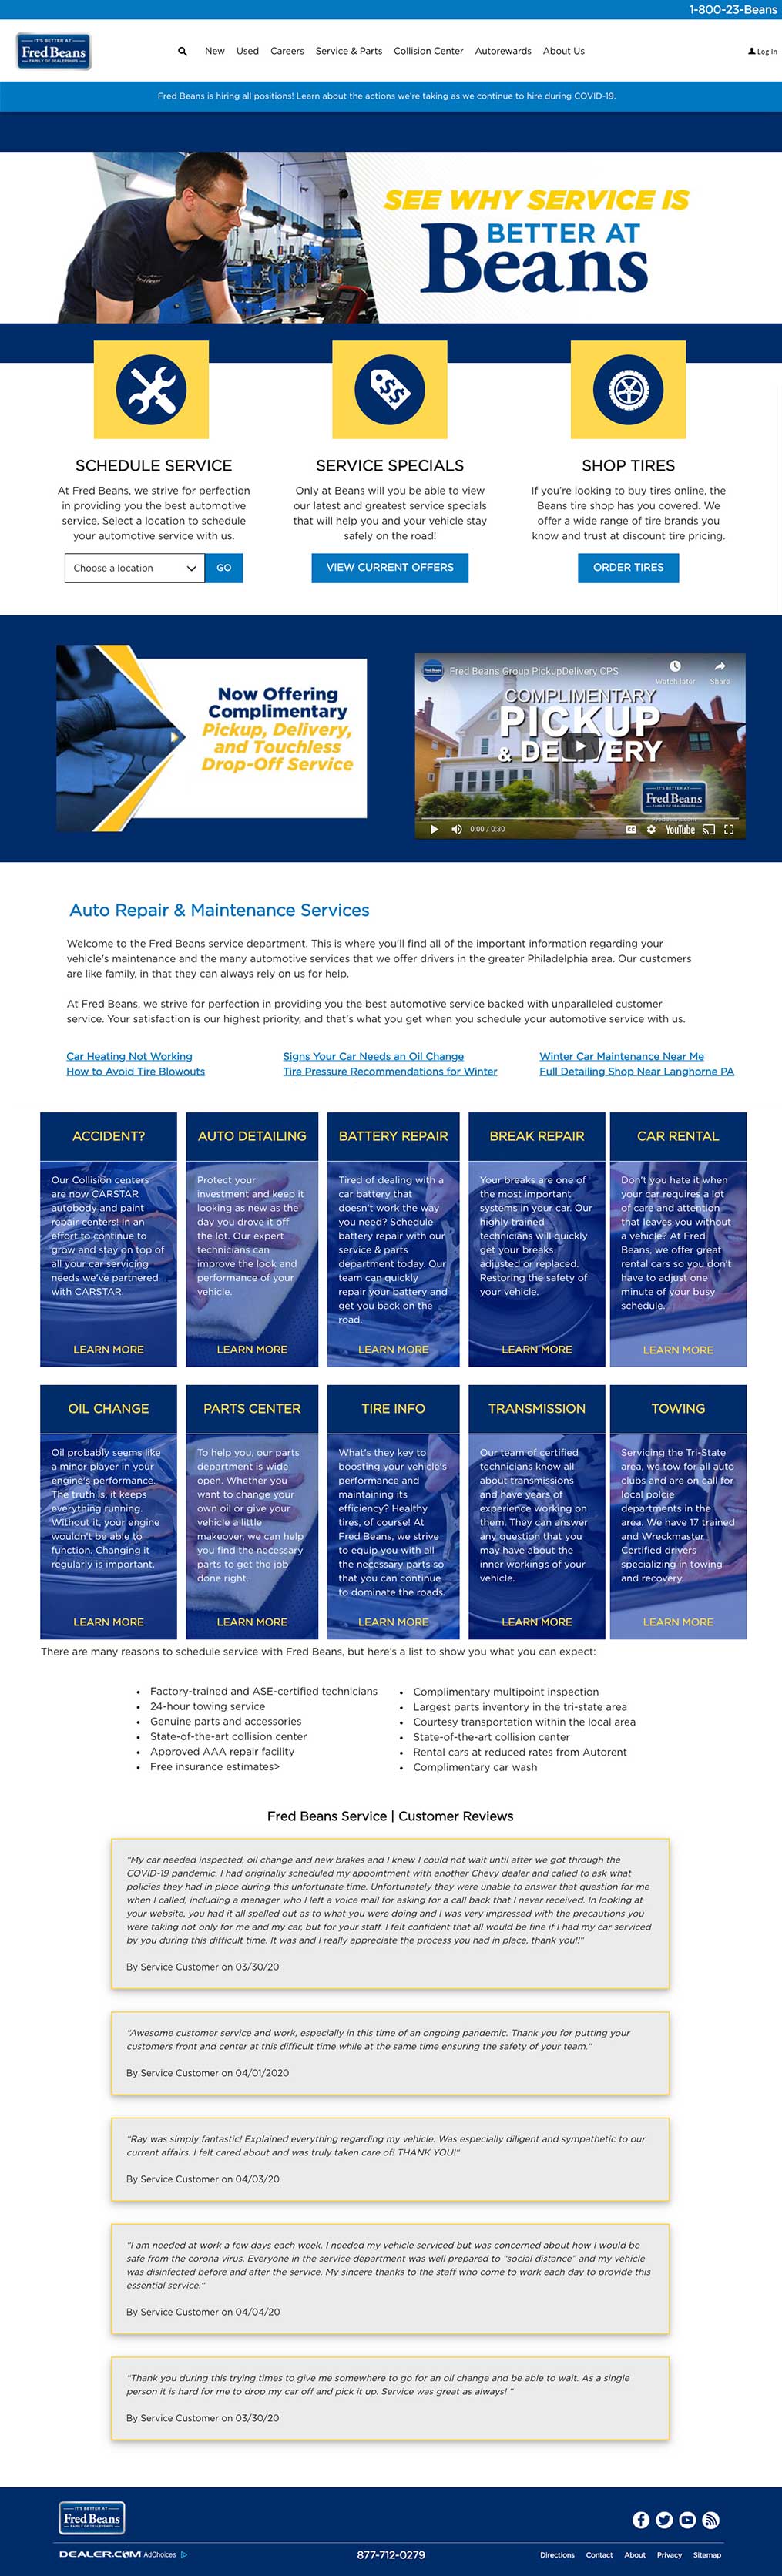 1-800-23-Beans
IT'S BETTER AT
Fred Beans
FAMILY OF DEALERSHIPS
New Used Careers Service & Parts Collision Center Autorewards About Us
Log In
Fred Beans is hiring all positions! Learn about the actions we're taking as we continue to hire during COVID-19.
SEE WHY SERVICE IS
BETTER AT
Beans
SCHEDULE SERVICE
At Fred Beans, we strive for perfection
in providing you the best automotive
service. Select a location to schedule
your automotive service with us.
Choose a location
GO
$$
SERVICE SPECIALS
Only at Beans will you be able to view
our latest and greatest service specials
that will help you and your vehicle stay
safely on the road!
VIEW CURRENT OFFERS
SHOP TIRES
If you're looking to buy tires online, the
Beans tire shop has you covered. We
offer a wide range of tire brands you
know and trust at discount tire pricing.
ORDER TIRES
Now Offering
Complimentary
Pickup, Delivery,
and Touchless
Drop-Off Service
Fred Beans Group PickupDelivery CPS
Watch later
Share
COMPLIMENTARY
PICKUP
& DELIVERY
IT'S BETTER AT
Fred Beans
FAMILY OF DEALERSHIPS
0:00 / 0:30
YouTube
Auto Repair & Maintenance Services
Welcome to the Fred Beans service department. This is where you'll find all of the important information regarding your
vehicle's maintenance and the many automotive services that we offer drivers in the greater Philadelphia area. Our customers
are like family, in that they can always rely on us for help.
At Fred Beans, we strive for perfection in providing you the best automotive service backed with unparalleled customer
service. Your satisfaction is our highest priority, and that's what you get when you schedule your automotive service with us.
Car Heating Not Working
How to Avoid Tire Blowouts
Signs Your Car Needs an Oil Change
Tire Pressure Recommendations for Winter
Winter Car Maintenance Near Me
Full Detailing Shop Near Langhorne PA
ACCIDENT?
Our Collision centers
are now CARSTAR
autobody and paint
repair centers! In an
effort to continue to
grow and stay on top of
all your car servicing
needs we've partnered
with CARSTAR.
LEARN MORE
AUTO DETAILING
Protect your
investment and keep it
looking as new as the
day you drove it off
the lot. Our expert
technicians can
improve the look and
performance of your
vehicle.
LEARN MORE
BATTERY REPAIR
Tired of dealing with a
car battery that
doesn't work the way
you need? Schedule
battery repair with our
service & parts
department today. Our
team can quickly
repair your battery and
get you back on the
road.
LEARN MORE
BREAK REPAIR
Your breaks are one of
the most important
systems in your car. Our
highly trained
technicians will quickly
get your breaks
adjusted or replaced.
Restoring the safety of
your vehicle.
LEARN MORE
CAR RENTAL
Don't you hate it when
your car requires a lot
of care and attention
that leaves you without
a vehicle? At Fred
Beans, we offer great
rental cars so you don't
have to adjust one
minute of your busy
schedule.
LEARN MORE
OIL CHANGE
Oil probably seems like
a minor player in your
engine's performance.
The truth is, it keeps
everything running.
Without it, your engine
wouldn't be able to
function. Changing it
regularly is important.
LEARN MORE
PARTS CENTER
To help you, our parts
department is wide
open. Whether you
want to change your
own oil or give your
vehicle a little
makeover, we can help
you find the necessary
parts to get the job
done right.
LEARN MORE
TIRE INFO
What's they key to
boosting your vehicle's
performance and
maintaining its
efficiency? Healthy
tires, of course! At
Fred Beans, we strive
to equip you with all
the necessary parts so
that you can continue
to dominate the roads.
LEARN MORE
TRANSMISSION
Our team of certified
technicians know all
about transmissions
and have years of
experience working on
them. They can answer
any question that you
may have about the
inner workings of your
vehicle.
LEARN MORE
TOWING
Servicing the Tri-State
area, we tow for all auto
clubs and are on call for
local polcie
departments in the
area. We have 17 trained
and Wreckmaster
Certified drivers
specializing in towing
and recovery.
LEARN MORE
There are many reasons to schedule service with Fred Beans, but here's a list to show you what you can expect:
• Factory-trained and ASE-certified technicians
• 24-hour towing service
• Genuine parts and accessories
• State-of-the-art collision center
• Approved AAA repair facility
• Free insurance estimates>
• Complimentary multipoint inspection
• Largest parts inventory in the tri-state area
• Courtesy transportation within the local area
• State-of-the-art collision center
• Rental cars at reduced rates from Autorent
• Complimentary car wash
Fred Beans Service | Customer Reviews
"My car needed inspected, oil change and new brakes and I knew I could not wait until after we got through the
COVID-19 pandemic. I had originally scheduled my appointment with another Chevy dealer and called to ask what
policies they had in place during this unfortunate time. Unfortunately they were unable to answer that question for me
when I called, including a manager who I left a voice mail for asking for a call back that I never received. In looking at
your website, you had it all spelled out as to what you were doing and I was very impressed with the precautions you
were taking not only for me and my car, but for your staff. I felt confident that all would be fine if I had my car serviced
by you during this difficult time. It was and I really appreciate the process you had in place, thank you!!"
By Service Customer on 03/30/20
"Awesome customer service and work, especially in this time of an ongoing pandemic. Thank you for putting your
customers front and center at this difficult time while at the same time ensuring the safety of your team."
By Service Customer on 04/01/2020
"Ray was simply fantastic! Explained everything regarding my vehicle. Was especially diligent and sympathetic to our
current affairs. I felt cared about and was truly taken care of! THANK YOU!"
By Service Customer on 04/03/20
"I am needed at work a few days each week. I needed my vehicle serviced but was concerned about how I would be
safe from the corona virus. Everyone in the service department was well prepared to "social distance" and my vehicle
was disinfected before and after the service. My sincere thanks to the staff who come to work each day to provide this
essential service."
By Service Customer on 04/04/20
"Thank you during this trying times to give me somewhere to go for an oil change and be able to wait. As a single
person it is hard for me to drop my car off and pick it up. Service was great as always! "
By Service Customer on 03/30/20
IT'S BETTER AT
Fred Beans
FAMILY OF DEALERSHIPS
DEALER.COM AdChoices
877-712-0279
Directions Contact About Privacy Sitemap